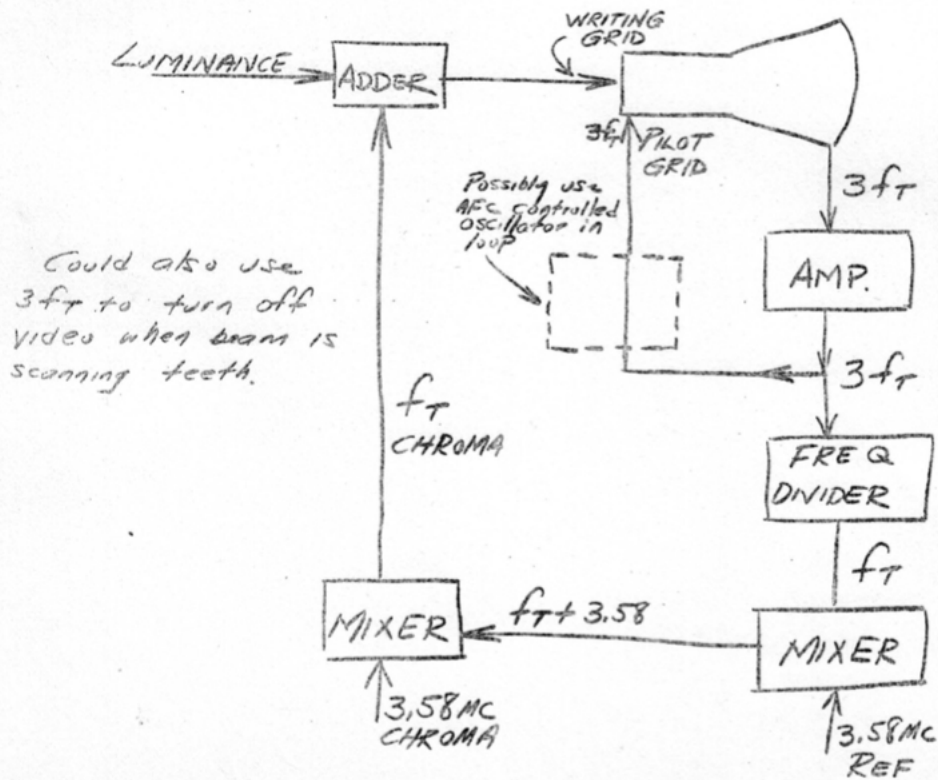 WRITING
GRID
LUMINANCE
ADDER
3fT PILOT
GRID
3fT
Possibly use
AFC controlled
oscillator in
loop
AMP.
Could also use
3fT to turn off
video when beam is
scanning teeth.
3fT
fT
CHROMA
FREQ
DIVIDER
fT
MIXER
fT + 3.58
MIXER
3.58MC
CHROMA
3.58MC
REF